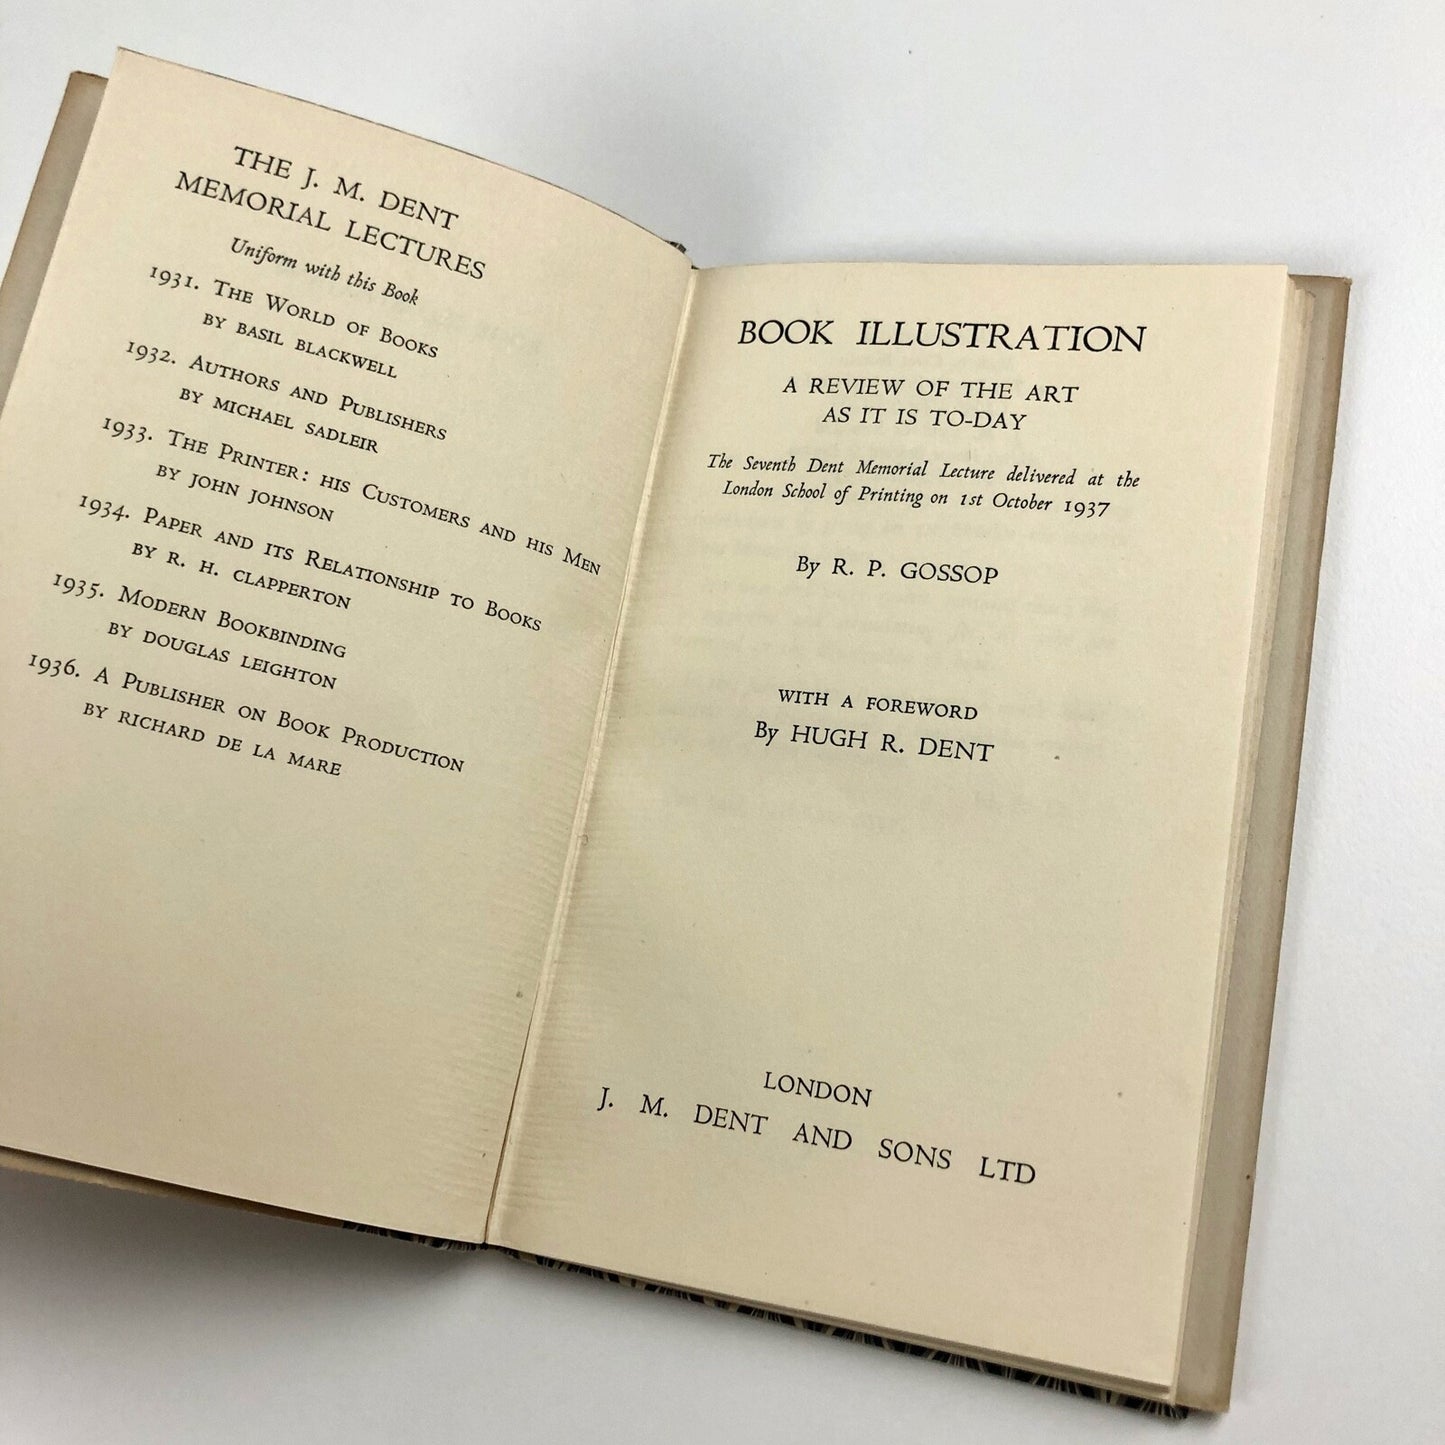 THE J. M. DENT
MEMORIAL LECTURES
Uniform with this Book
1931. THE WORLD OF BOOKS
BY BASIL BLACKWELL
1932. AUTHORS AND PUBLISHERS
BY MICHAEL SADLEIR
1933. THE PRINTER: HIS CUSTOMERS AND HIS MEN
BY JOHN JOHNSON
1934. PAPER AND ITS RELATIONSHIP TO BOOKS
BY R. H. CLAPPERTON
1935. MODERN BOOKBINDING
BY DOUGLAS LEIGHTON
1936. A PUBLISHER ON BOOK PRODUCTION
BY RICHARD DE LA MARE
BOOK ILLUSTRATION
A REVIEW OF THE ART
AS IT IS TO-DAY
The Seventh Dent Memorial Lecture delivered at the
London School of Printing on 1st October 1937
By R. P. GOSSOP
WITH A FOREWORD
By HUGH R. DENT
LONDON
J. M. DENT AND SONS LTD